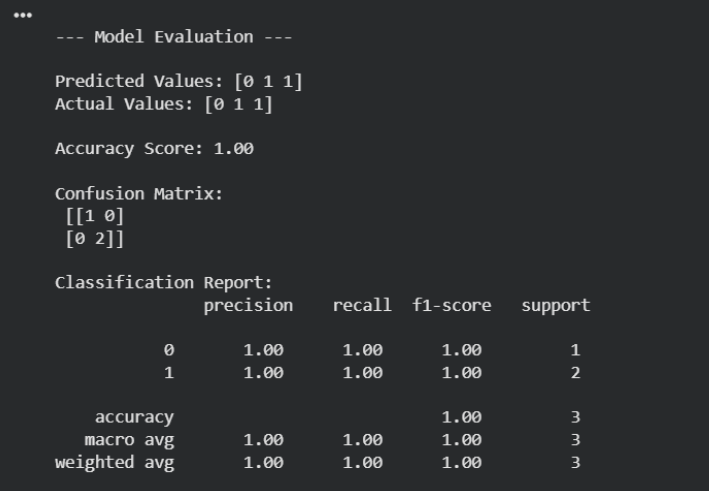 --- Model Evaluation ---
Predicted Values: [0 1 1]
Actual Values: [0 1 1]
Accuracy Score: 1.00
Confusion Matrix:
[[1 0]
[0 2]]
Classification Report:
precision recall f1-score support
0 1.00 1.00 1.00 1
1 1.00 1.00 1.00 2
accuracy 1.00 3
macro avg 1.00 1.00 1.00 3
weighted avg 1.00 1.00 1.00 3